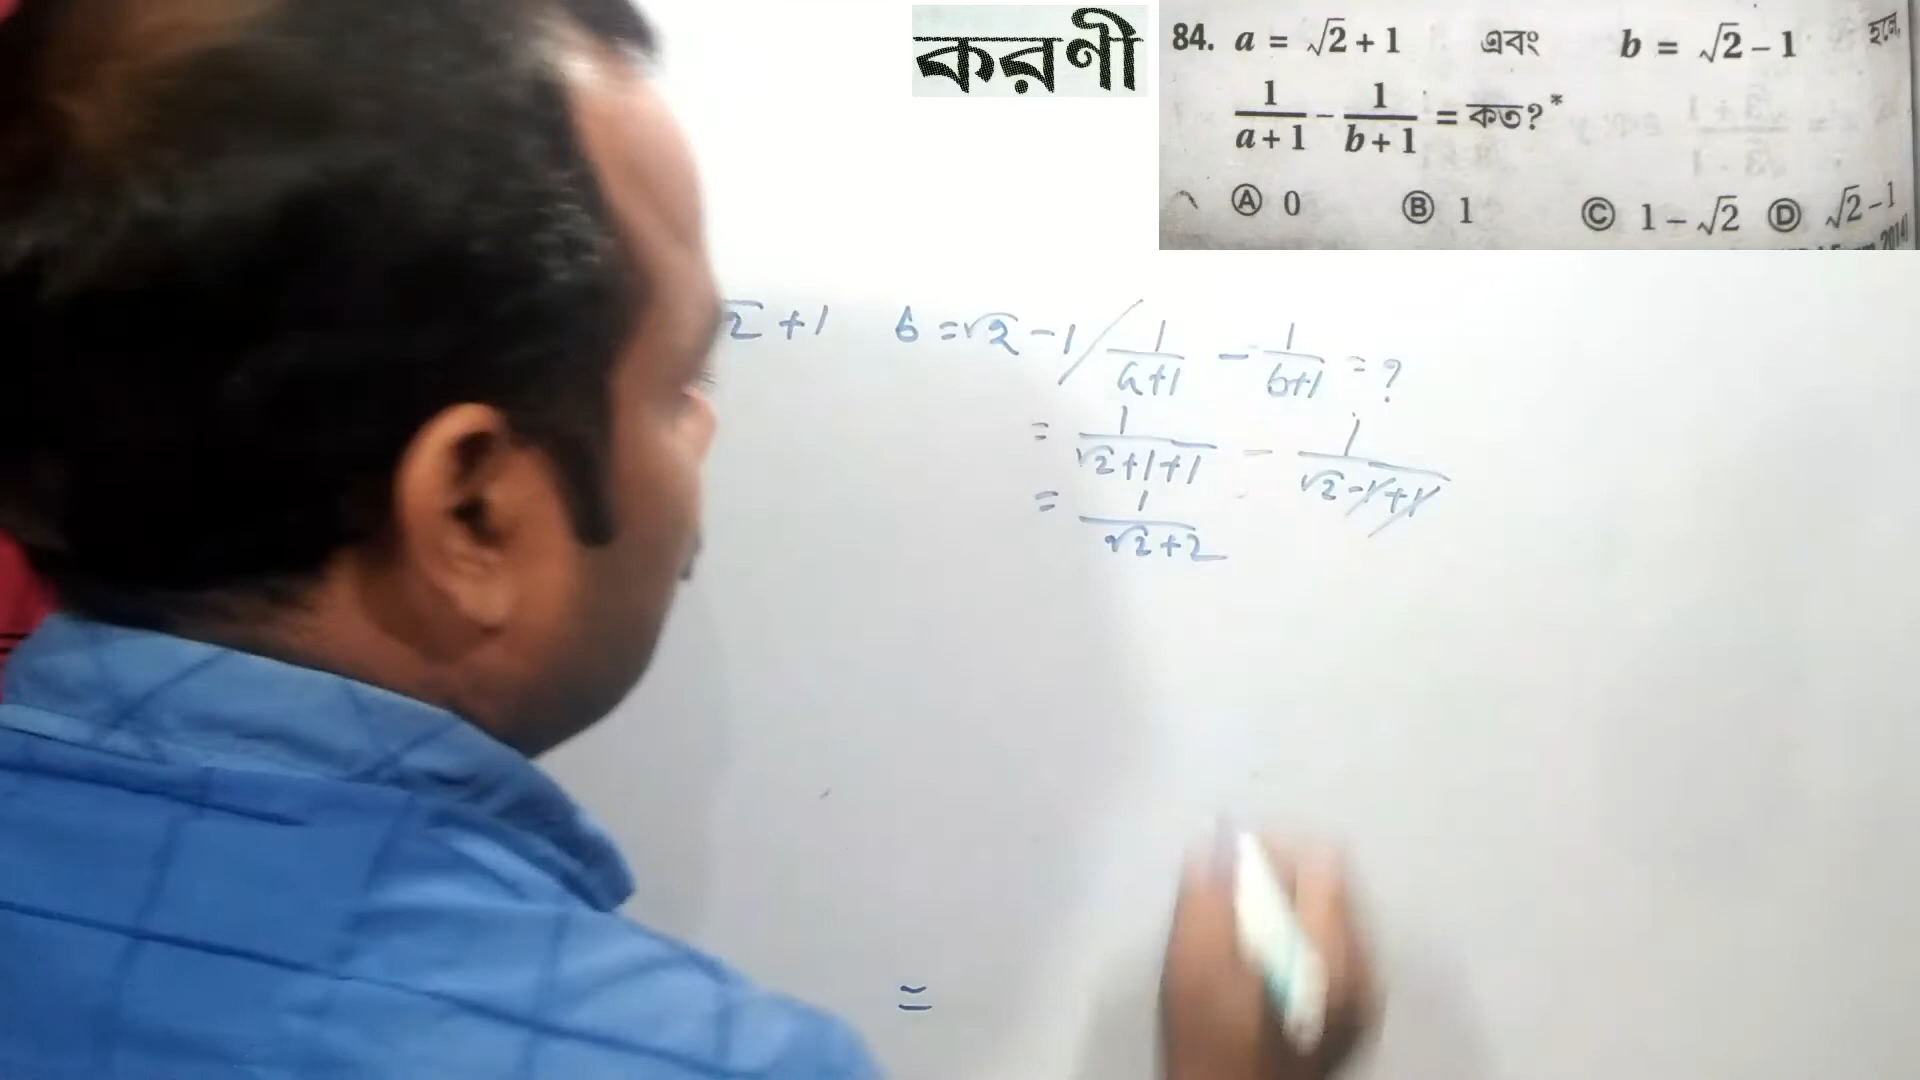 করণী
84. a = √2 + 1 এবং b = √2 − 1 হলে,
1/(a + 1) − 1/(b + 1) = কত?*
Ⓐ 0 Ⓑ 1 Ⓒ 1 − √2 Ⓓ √2 − 1
2014)
√2 + 1 b = √2 − 1 / 1/(a+1) − 1/(b+1) = ?
= 1/(√2+1+1) − 1/(√2−1+1)
= 1/(√2+2)
=